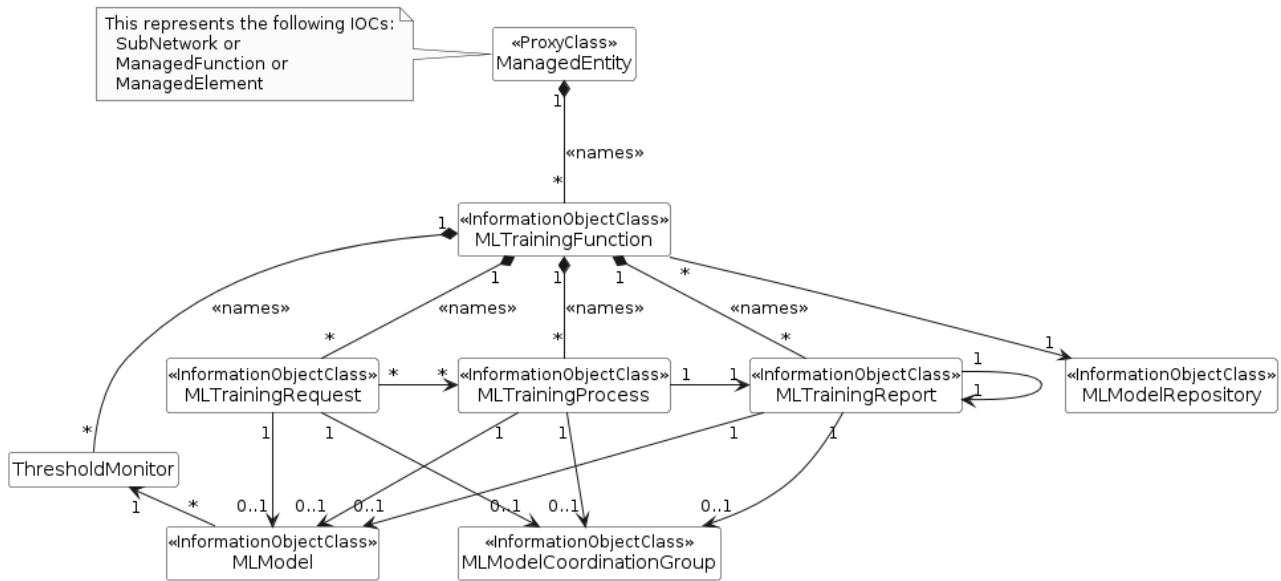 This represents the following IOCs:
SubNetwork or
ManagedFunction or
ManagedElement
«ProxyClass»
ManagedEntity
1
«names»
*
«InformationObjectClass»
MLTrainingFunction
1
1
1
1
*
«names»
«names»
«names»
«names»
*
*
*
1
«InformationObjectClass»
MLTrainingRequest
*
*
«InformationObjectClass»
MLTrainingProcess
1
1
«InformationObjectClass»
MLTrainingReport
1
1
«InformationObjectClass»
MLModelRepository
*
1
1
1
1
1
1
ThresholdMonitor
1
*
0..1
0..1
0..1
0..1
0..1
0..1
«InformationObjectClass»
MLModel
«InformationObjectClass»
MLModelCoordinationGroup